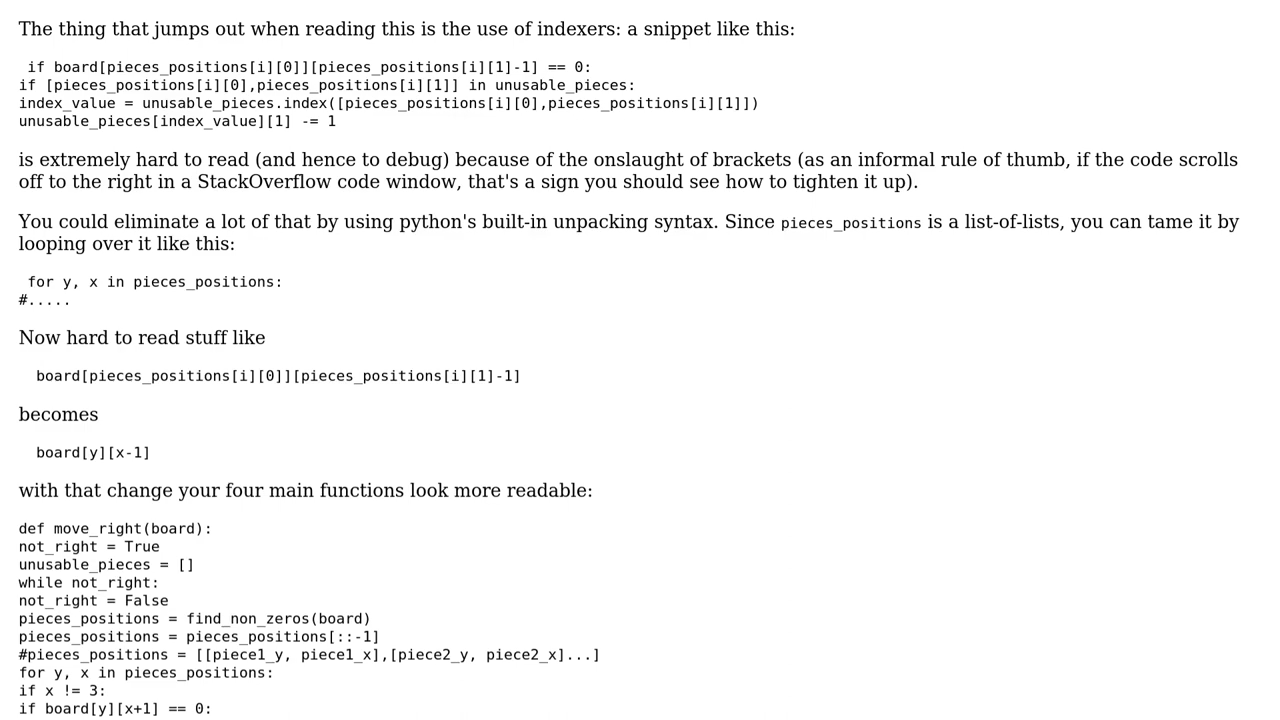 The thing that jumps out when reading this is the use of indexers: a snippet like this:
if board[pieces_positions[i][0]][pieces_positions[i][1]-1] == 0:
if [pieces_positions[i][0],pieces_positions[i][1]] in unusable_pieces:
index_value = unusable_pieces.index([pieces_positions[i][0],pieces_positions[i][1]])
unusable_pieces[index_value][1] -= 1
is extremely hard to read (and hence to debug) because of the onslaught of brackets (as an informal rule of thumb, if the code scrolls
off to the right in a StackOverflow code window, that's a sign you should see how to tighten it up).
You could eliminate a lot of that by using python's built-in unpacking syntax. Since pieces_positions is a list-of-lists, you can tame it by
looping over it like this:
for y, x in pieces_positions:
#.....
Now hard to read stuff like
board[pieces_positions[i][0]][pieces_positions[i][1]-1]
becomes
board[y][x-1]
with that change your four main functions look more readable:
def move_right(board):
not_right = True
unusable_pieces = []
while not_right:
not_right = False
pieces_positions = find_non_zeros(board)
pieces_positions = pieces_positions[::-1]
#pieces_positions = [[piece1_y, piece1_x],[piece2_y, piece2_x]...]
for y, x in pieces_positions:
if x != 3:
if board[y][x+1] == 0: